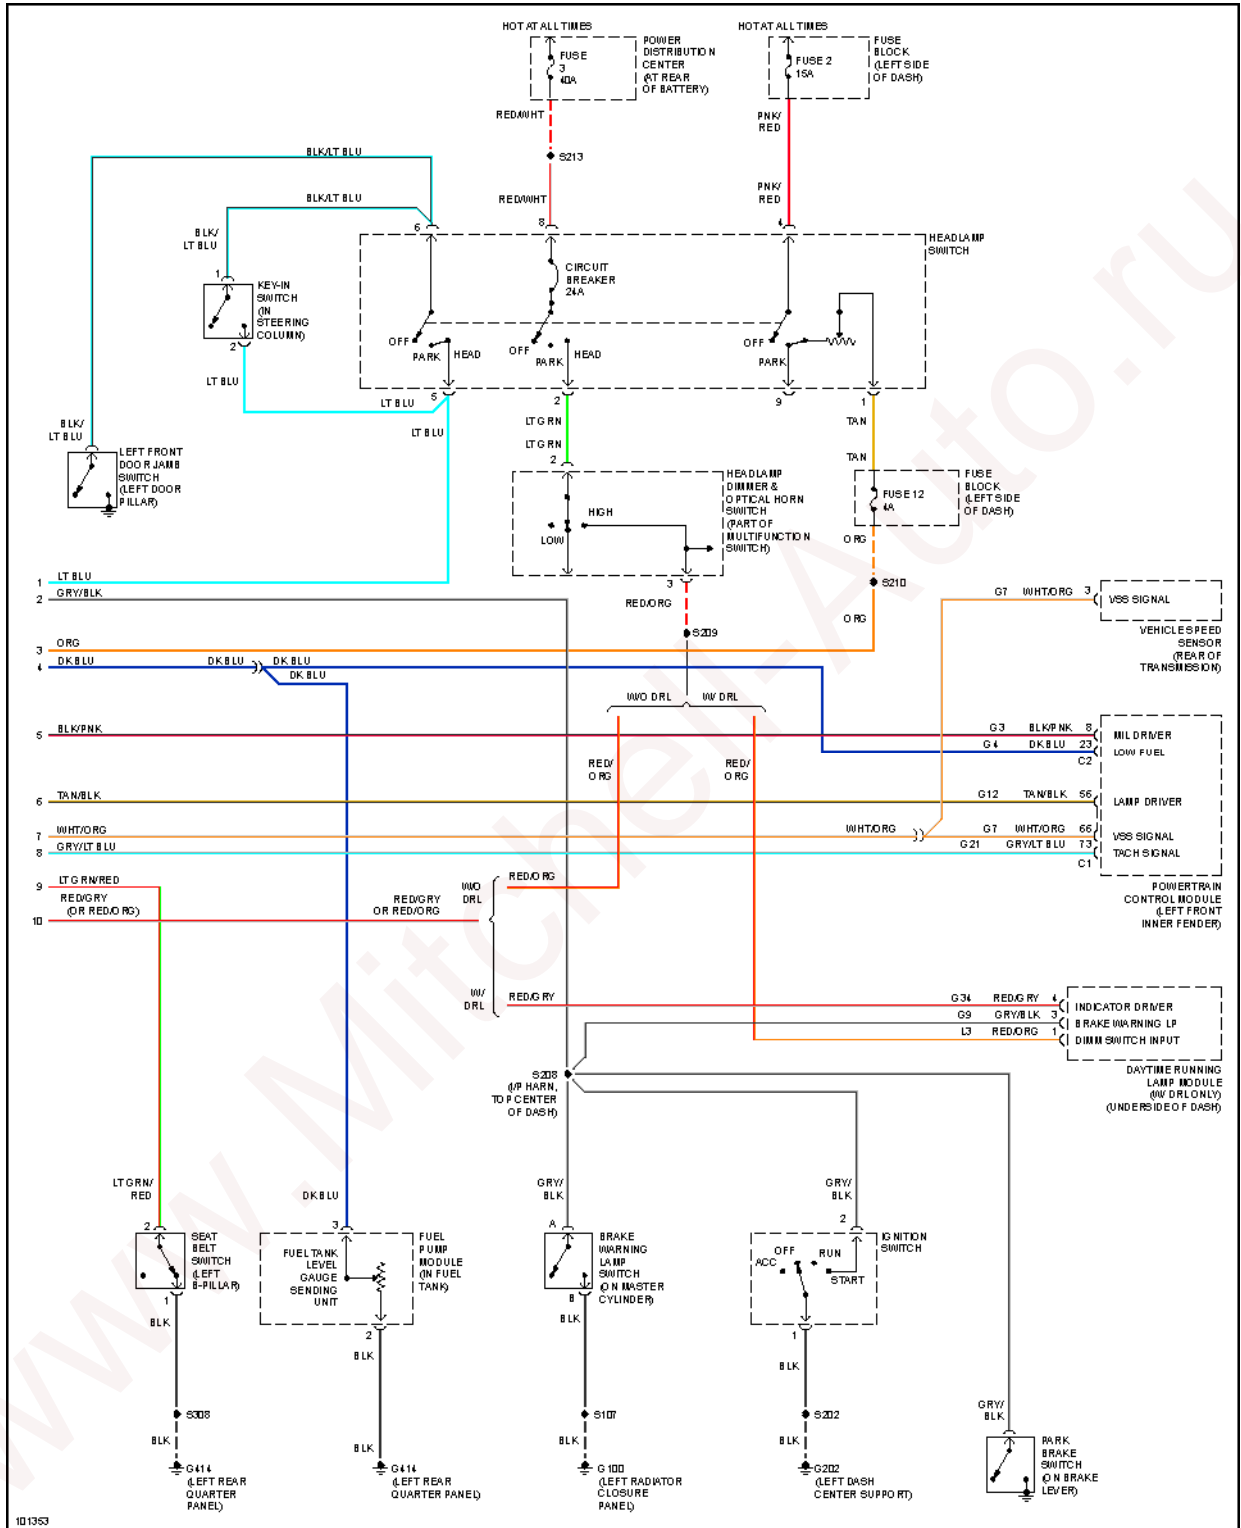 HOT AT ALL TIMES
HOT AT ALL TIMES
FUSE
3
40A
POWER
DISTRIBUTION
CENTER
(AT REAR
OF BATTERY)
FUSE 2
15A
FUSE
BLOCK
(LEFT SIDE
OF DASH)
RED/WHT
PNK/
RED
S213
BLK/LT BLU
BLK/LT BLU
RED/WHT
PNK/
RED
BLK/
LT BLU
6
8
4
HEADLAMP
SWITCH
1
KEY-IN
SWITCH
(IN
STEERING
COLUMN)
2
CIRCUIT
BREAKER
24A
OFF
PARK
HEAD
OFF
PARK
HEAD
OFF
PARK
LT BLU
LT BLU
5
2
9
1
BLK/
LT BLU
LT BLU
LT GRN
LT GRN
TAN
TAN
LEFT FRONT
DOOR JAMB
SWITCH
(LEFT DOOR
PILLAR)
2
HIGH
LOW
3
HEADLAMP
DIMMER &
OPTICAL HORN
SWITCH
(PART OF
MULTIFUNCTION
SWITCH)
FUSE 12
4A
FUSE
BLOCK
(LEFT SIDE
OF DASH)
ORG
S210
ORG
RED/ORG
S209
W/O DRL
W/ DRL
1 LT BLU
2 GRY/BLK
3 ORG
4 DK BLU
DK BLU
DK BLU
DK BLU
5 BLK/PNK
6 TAN/BLK
7 WHT/ORG
8 GRY/LT BLU
9 LT GRN/RED
RED/GRY
(OR RED/ORG)
10
G7 WHT/ORG 3
VSS SIGNAL
VEHICLE SPEED
SENSOR
(REAR OF
TRANSMISSION)
RED/
ORG
RED/
ORG
G3 BLK/PNK 8
MIL DRIVER
G4 DK BLU 23
LOW FUEL
C2
G12 TAN/BLK 56
LAMP DRIVER
WHT/ORG
G7 WHT/ORG 66
VSS SIGNAL
G21 GRY/LT BLU 73
TACH SIGNAL
C1
POWERTRAIN
CONTROL MODULE
(LEFT FRONT
INNER FENDER)
W/O
DRL
RED/ORG
RED/GRY
OR RED/ORG
W/
DRL
RED/GRY
G34 RED/GRY 4
INDICATOR DRIVER
G9 GRY/BLK 3
BRAKE WARNING LP
L3 RED/ORG 1
DIMM SWITCH INPUT
DAYTIME RUNNING
LAMP MODULE
(W/ DRL ONLY)
(UNDERSIDE OF DASH)
S208
(I/P HARN,
TOP CENTER
OF DASH)
LT GRN/
RED
DK BLU
GRY/
BLK
GRY/
BLK
2
SEAT
BELT
SWITCH
(LEFT
B-PILLAR)
1
3
FUEL TANK
LEVEL
GAUGE
SENDING
UNIT
FUEL
PUMP
MODULE
(IN FUEL
TANK)
2
A
BRAKE
WARNING
LAMP
SWITCH
(ON MASTER
CYLINDER)
B
2
IGNITION
SWITCH
OFF
ACC
RUN
START
1
BLK
BLK
BLK
BLK
S308
S107
S202
BLK
BLK
BLK
BLK
G414
(LEFT REAR
QUARTER
PANEL)
G414
(LEFT REAR
QUARTER PANEL)
G100
(LEFT RADIATOR
CLOSURE
PANEL)
G202
(LEFT DASH
CENTER SUPPORT)
GRY/
BLK
PARK
BRAKE
SWITCH
(ON BRAKE
LEVER)
101353
www.Mitchell-Auto.ru